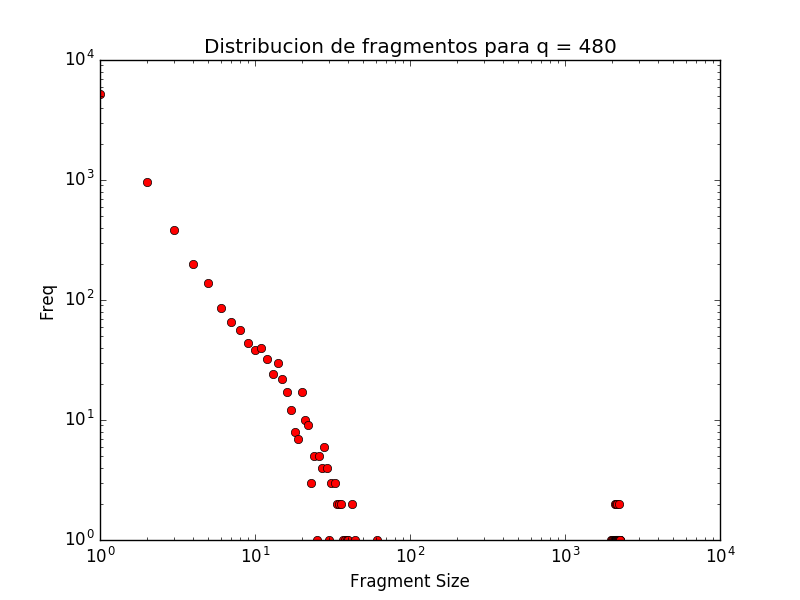 Distribucion de fragmentos para q = 480
10^4
10^3
10^2
10^1
10^0
Freq
10^0 10^1 10^2 10^3 10^4
Fragment Size